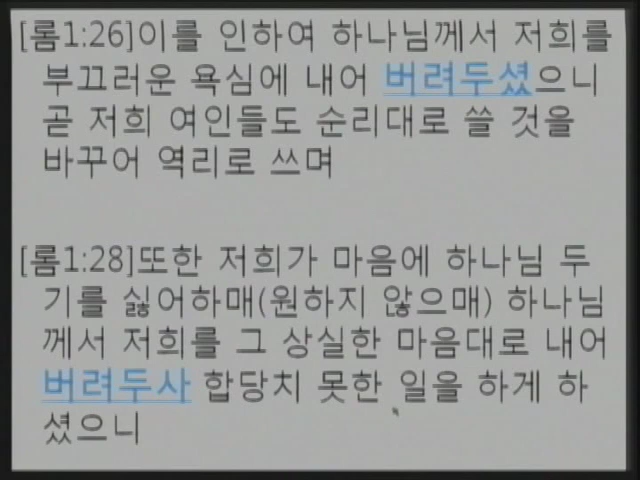 [롬1:26]이를 인하여 하나님께서 저희를
부끄러운 욕심에 내어 버려두셨으니
곧 저희 여인들도 순리대로 쓸 것을
바꾸어 역리로 쓰며
[롬1:28]또한 저희가 마음에 하나님 두
기를 싫어하매(원하지 않으매) 하나님
께서 저희를 그 상실한 마음대로 내어
버려두사 합당치 못한 일을 하게 하
셨으니